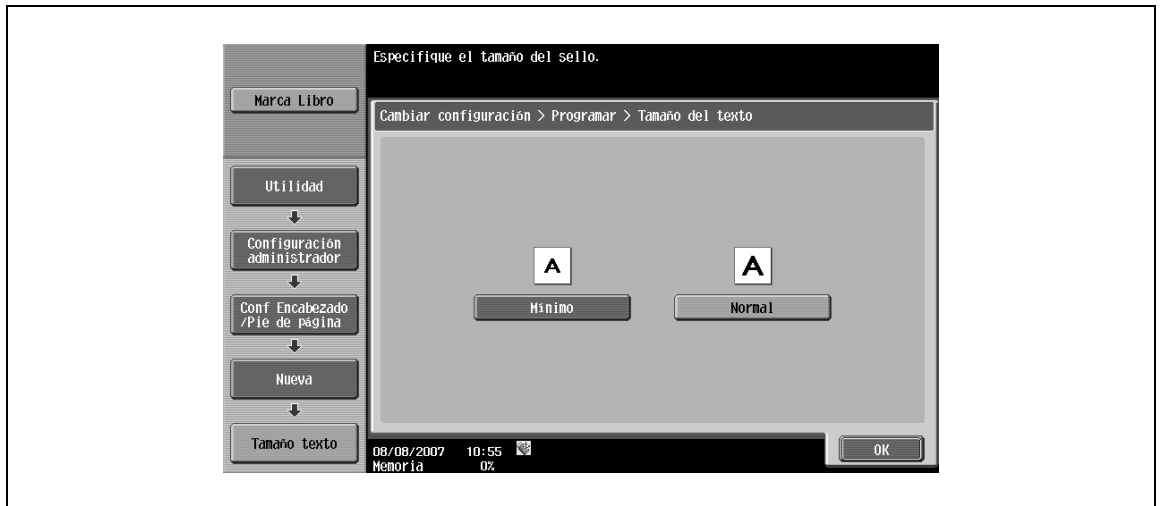 Especifique el tamaño del sello.
Marca Libro
Cambiar configuración > Programar > Tamaño del texto
Utilidad
Configuración
administrador
Conf Encabezado
/Pie de página
Nueva
Tamaño texto
A
A
Mínimo
Normal
08/08/2007 10:55
Memoria 0%
OK